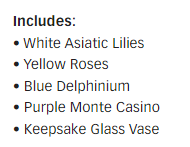 Includes:
• White Asiatic Lilies
• Yellow Roses
• Blue Delphinium
• Purple Monte Casino
• Keepsake Glass Vase